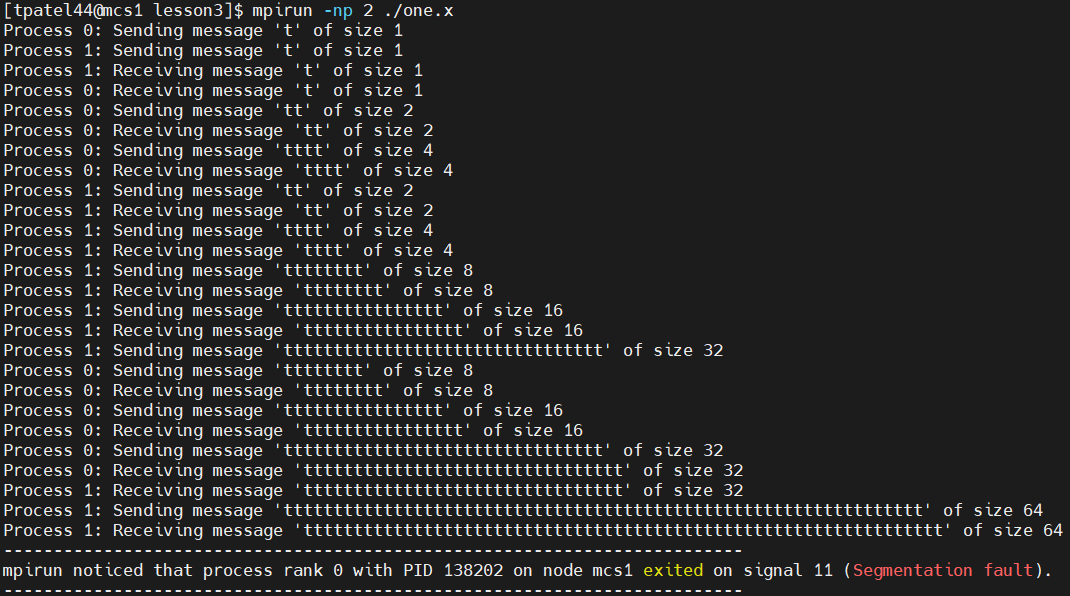 [tpatel44@mcs1 lesson3]$ mpirun -np 2 ./one.x
Process 0: Sending message 't' of size 1
Process 1: Sending message 't' of size 1
Process 1: Receiving message 't' of size 1
Process 0: Receiving message 't' of size 1
Process 0: Sending message 'tt' of size 2
Process 0: Receiving message 'tt' of size 2
Process 0: Sending message 'tttt' of size 4
Process 0: Receiving message 'tttt' of size 4
Process 1: Sending message 'tt' of size 2
Process 1: Receiving message 'tt' of size 2
Process 1: Sending message 'tttt' of size 4
Process 1: Receiving message 'tttt' of size 4
Process 1: Sending message 'tttttttt' of size 8
Process 1: Receiving message 'tttttttt' of size 8
Process 1: Sending message 'tttttttttttttttt' of size 16
Process 1: Receiving message 'tttttttttttttttt' of size 16
Process 1: Sending message 'tttttttttttttttttttttttttttttttt' of size 32
Process 0: Sending message 'tttttttt' of size 8
Process 0: Receiving message 'tttttttt' of size 8
Process 0: Sending message 'tttttttttttttttt' of size 16
Process 0: Receiving message 'tttttttttttttttt' of size 16
Process 0: Sending message 'tttttttttttttttttttttttttttttttt' of size 32
Process 0: Receiving message 'tttttttttttttttttttttttttttttttt' of size 32
Process 1: Receiving message 'tttttttttttttttttttttttttttttttt' of size 32
Process 1: Sending message 'tttttttttttttttttttttttttttttttttttttttttttttttttttttttttttttttt' of size 64
Process 1: Receiving message 'tttttttttttttttttttttttttttttttttttttttttttttttttttttttttttttttt' of size 64
--------------------------------------------------------------------------
mpirun noticed that process rank 0 with PID 138202 on node mcs1 exited on signal 11 (Segmentation fault).
--------------------------------------------------------------------------